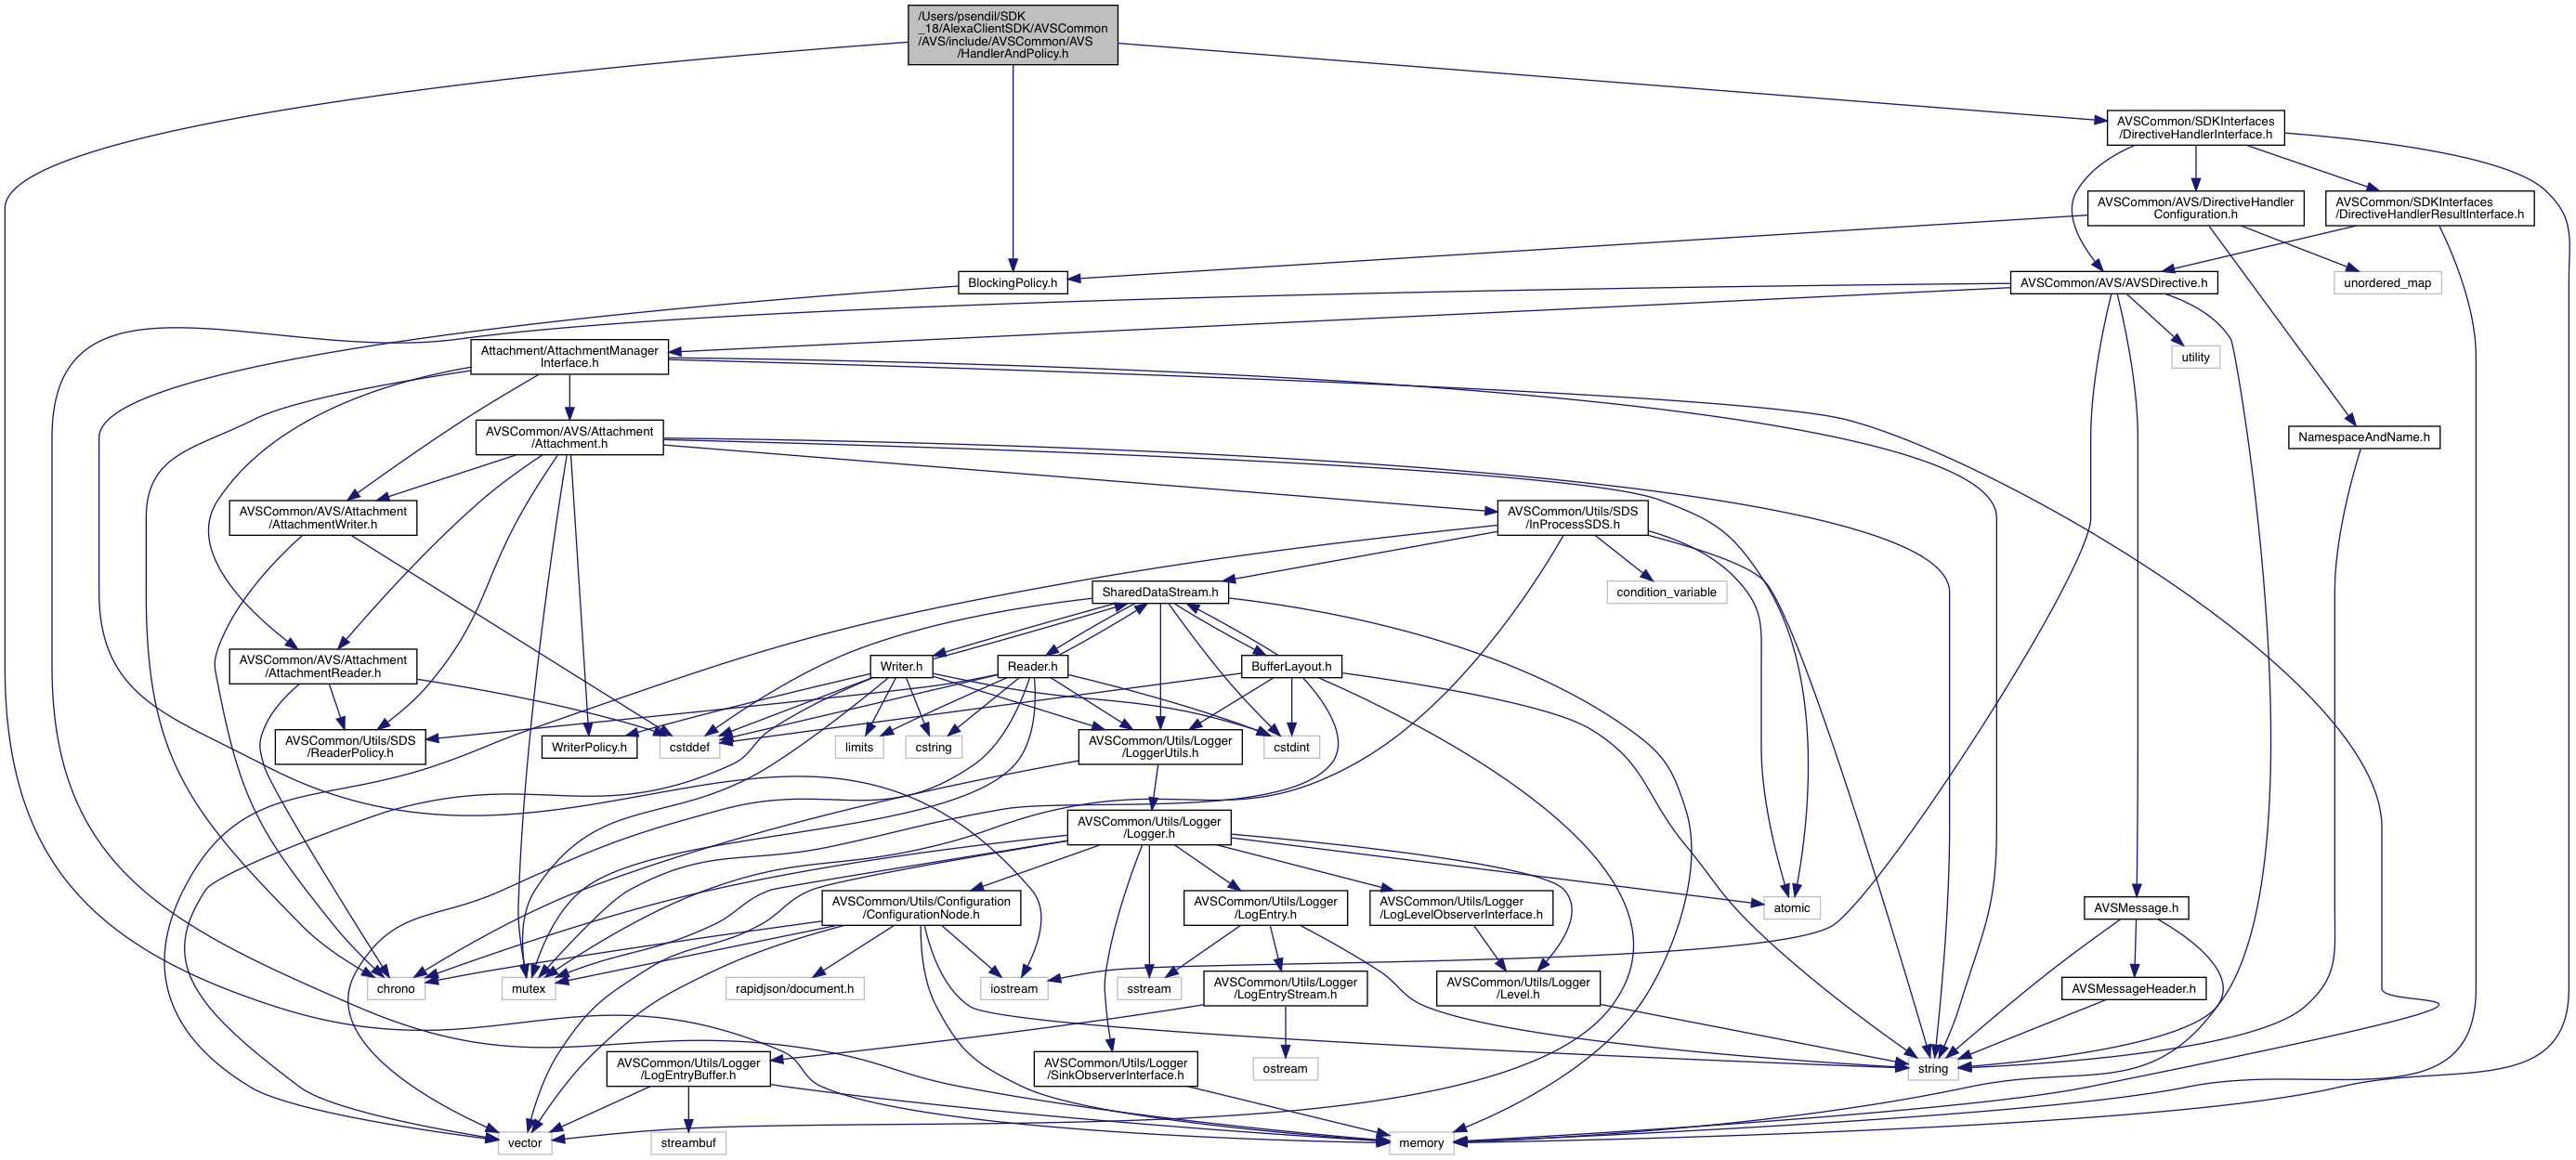 /Users/psendil/SDK
_18/AlexaClientSDK/AVSCommon
/AVS/include/AVSCommon/AVS
/HandlerAndPolicy.h
AVSCommon/SDKInterfaces
/DirectiveHandlerInterface.h
AVSCommon/AVS/DirectiveHandler
Configuration.h
AVSCommon/SDKInterfaces
/DirectiveHandlerResultInterface.h
BlockingPolicy.h
AVSCommon/AVS/AVSDirective.h
unordered_map
Attachment/AttachmentManager
Interface.h
utility
AVSCommon/AVS/Attachment
/Attachment.h
NamespaceAndName.h
AVSCommon/AVS/Attachment
/AttachmentWriter.h
AVSCommon/Utils/SDS
/InProcessSDS.h
SharedDataStream.h
condition_variable
AVSCommon/AVS/Attachment
/AttachmentReader.h
Writer.h
Reader.h
BufferLayout.h
AVSCommon/Utils/SDS
/ReaderPolicy.h
WriterPolicy.h
cstddef
limits
cstring
AVSCommon/Utils/Logger
/LoggerUtils.h
cstdint
AVSCommon/Utils/Logger
/Logger.h
AVSCommon/Utils/Configuration
/ConfigurationNode.h
AVSCommon/Utils/Logger
/LogEntry.h
AVSCommon/Utils/Logger
/LogLevelObserverInterface.h
atomic
AVSMessage.h
chrono
mutex
rapidjson/document.h
iostream
sstream
AVSCommon/Utils/Logger
/LogEntryStream.h
AVSCommon/Utils/Logger
/Level.h
AVSMessageHeader.h
AVSCommon/Utils/Logger
/LogEntryBuffer.h
AVSCommon/Utils/Logger
/SinkObserverInterface.h
ostream
string
vector
streambuf
memory